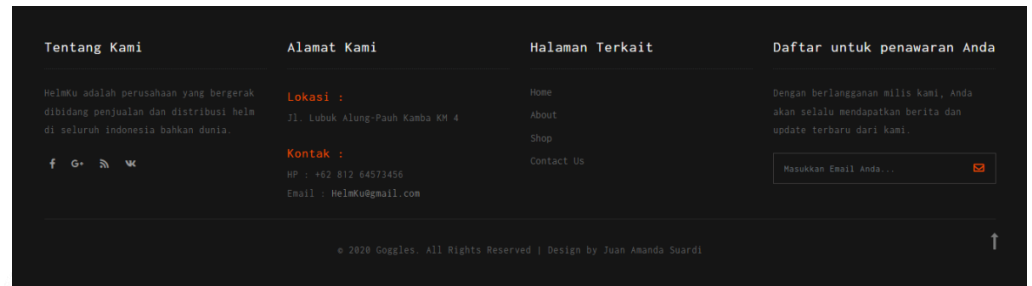 Tentang Kami
HelmKu adalah perusahaan yang bergerak
dibidang penjualan dan distribusi helm
di seluruh indonesia bahkan dunia.
Alamat Kami
Lokasi :
Jl. Lubuk Alung-Pauh Kamba KM 4
Kontak :
HP : +62 812 64573456
Email : HelmKu@gmail.com
Halaman Terkait
Home
About
Shop
Contact Us
Daftar untuk penawaran Anda
Dengan berlangganan milis kami, Anda
akan selalu mendapatkan berita dan
update terbaru dari kami.
Masukkan Email Anda...
© 2020 Goggles. All Rights Reserved | Design by Juan Amanda Suardi